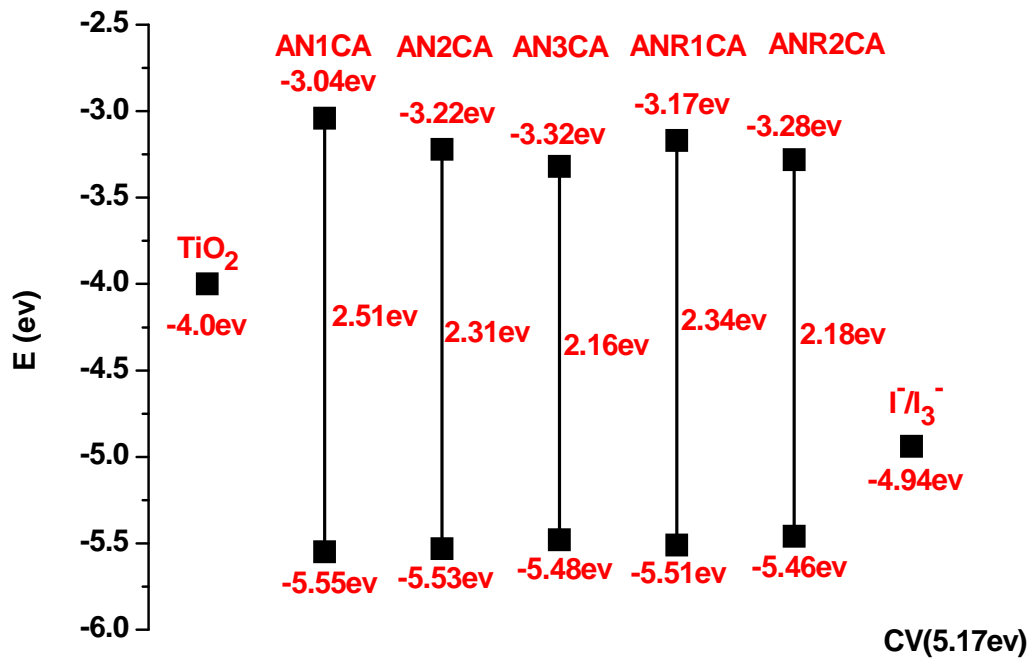 -2.5
AN1CA AN2CA AN3CA ANR1CA ANR2CA
-3.04ev
-3.22ev
-3.32ev
-3.17ev
-3.28ev
-3.0
-3.5
TiO₂
-4.0
-4.0ev
2.51ev
2.31ev
2.16ev
2.34ev
2.18ev
E (ev)
-4.5
I⁻/I₃⁻
-5.0
-4.94ev
-5.5
-5.55ev
-5.53ev
-5.48ev
-5.51ev
-5.46ev
-6.0
CV(5.17ev)